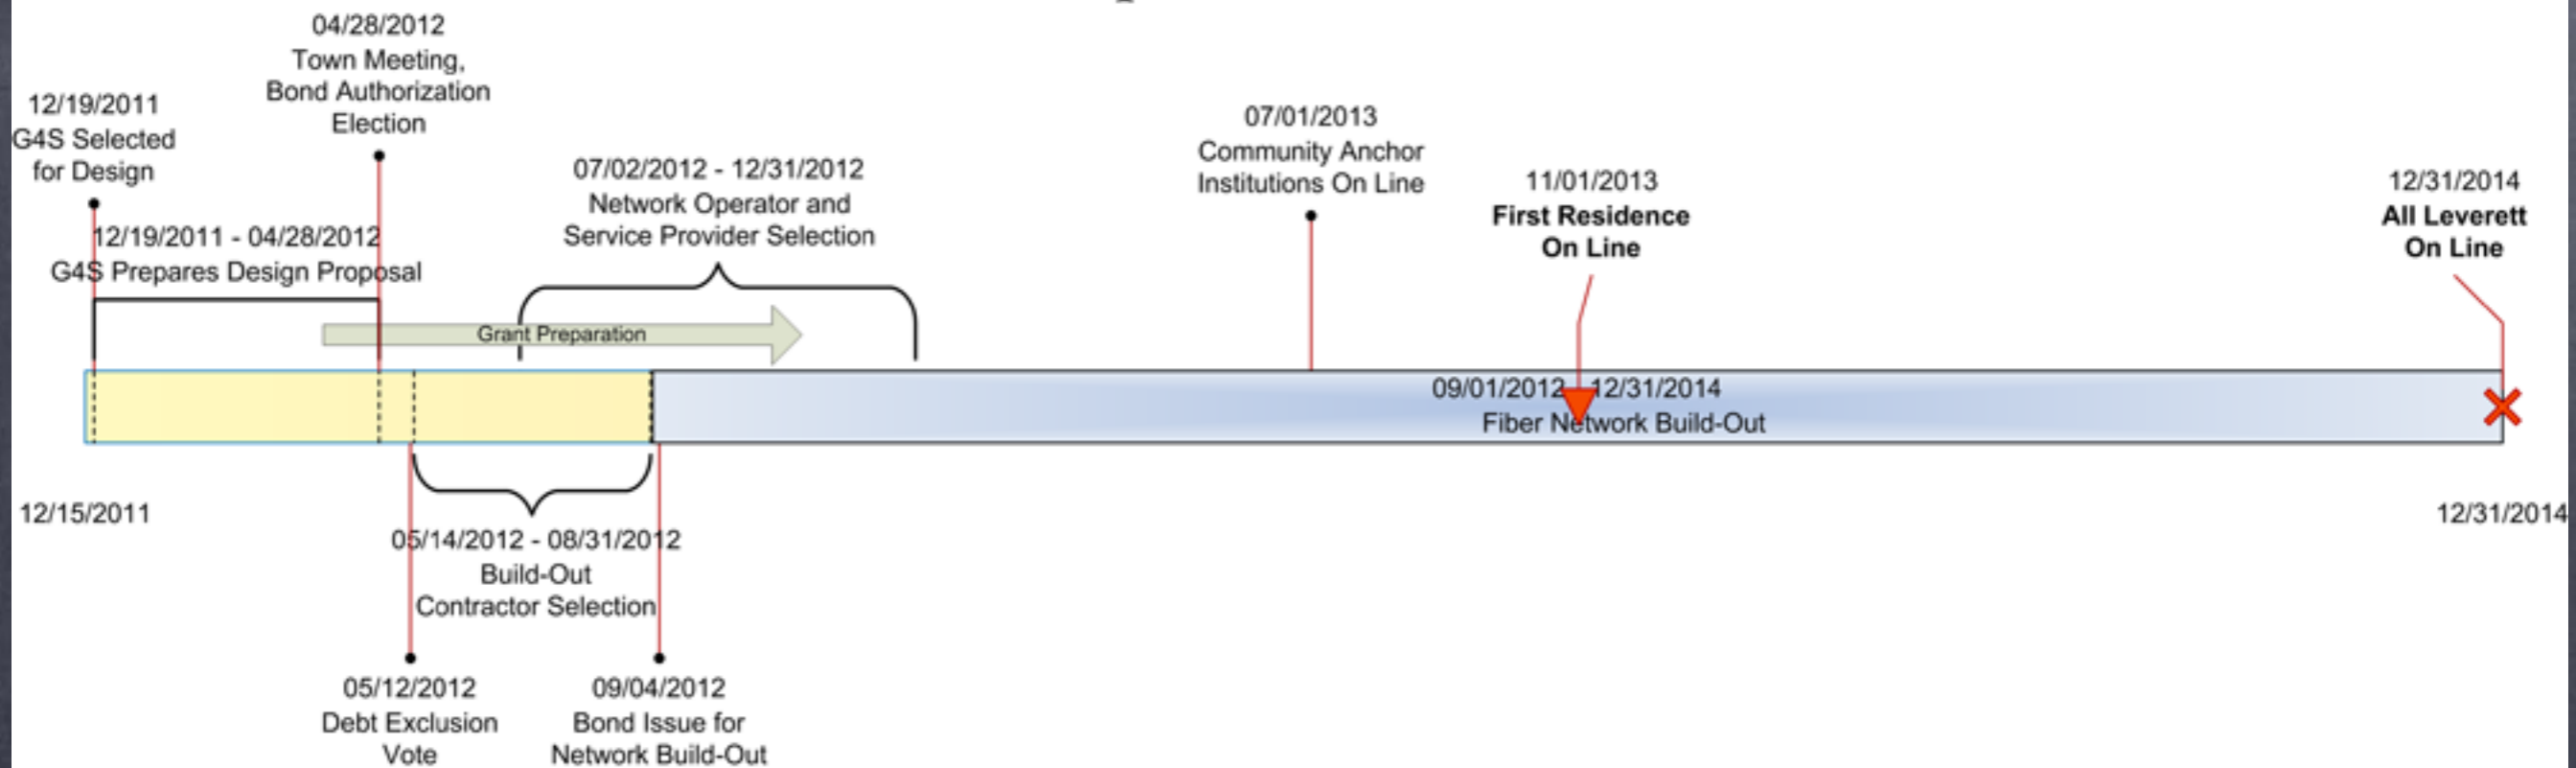 04/28/2012
Town Meeting,
Bond Authorization
Election
12/19/2011
G4S Selected
for Design
12/19/2011 - 04/28/2012
G4S Prepares Design Proposal
07/02/2012 - 12/31/2012
Network Operator and
Service Provider Selection
Grant Preparation
07/01/2013
Community Anchor
Institutions On Line
11/01/2013
First Residence
On Line
12/31/2014
All Leverett
On Line
09/01/2012 - 12/31/2014
Fiber Network Build-Out
12/15/2011
12/31/2014
05/14/2012 - 08/31/2012
Build-Out
Contractor Selection
05/12/2012
Debt Exclusion
Vote
09/04/2012
Bond Issue for
Network Build-Out